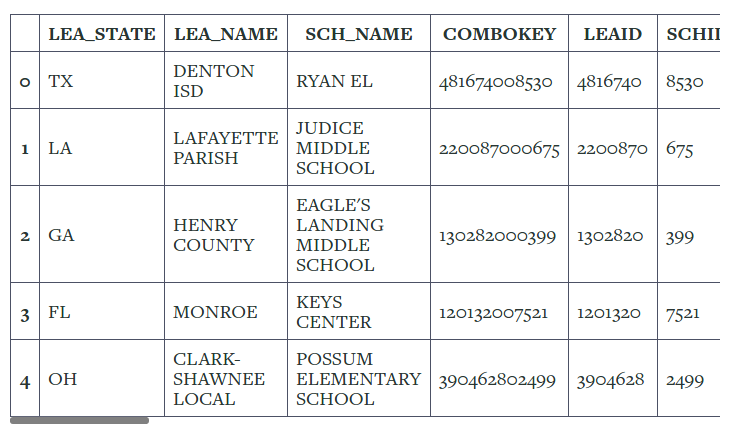 LEA_STATE LEA_NAME SCH_NAME COMBOKEY LEAID
0 TX DENTON ISD RYAN EL 481674008530 4816740 8530
1 LA LAFAYETTE PARISH JUDICE MIDDLE SCHOOL 220087000675 2200870 675
2 GA HENRY COUNTY EAGLE'S LANDING MIDDLE SCHOOL 130282000399 1302820 399
3 FL MONROE KEYS CENTER 120132007521 1201320 7521
4 OH CLARK-SHAWNEE LOCAL POSSUM ELEMENTARY SCHOOL 390462802499 3904628 2499